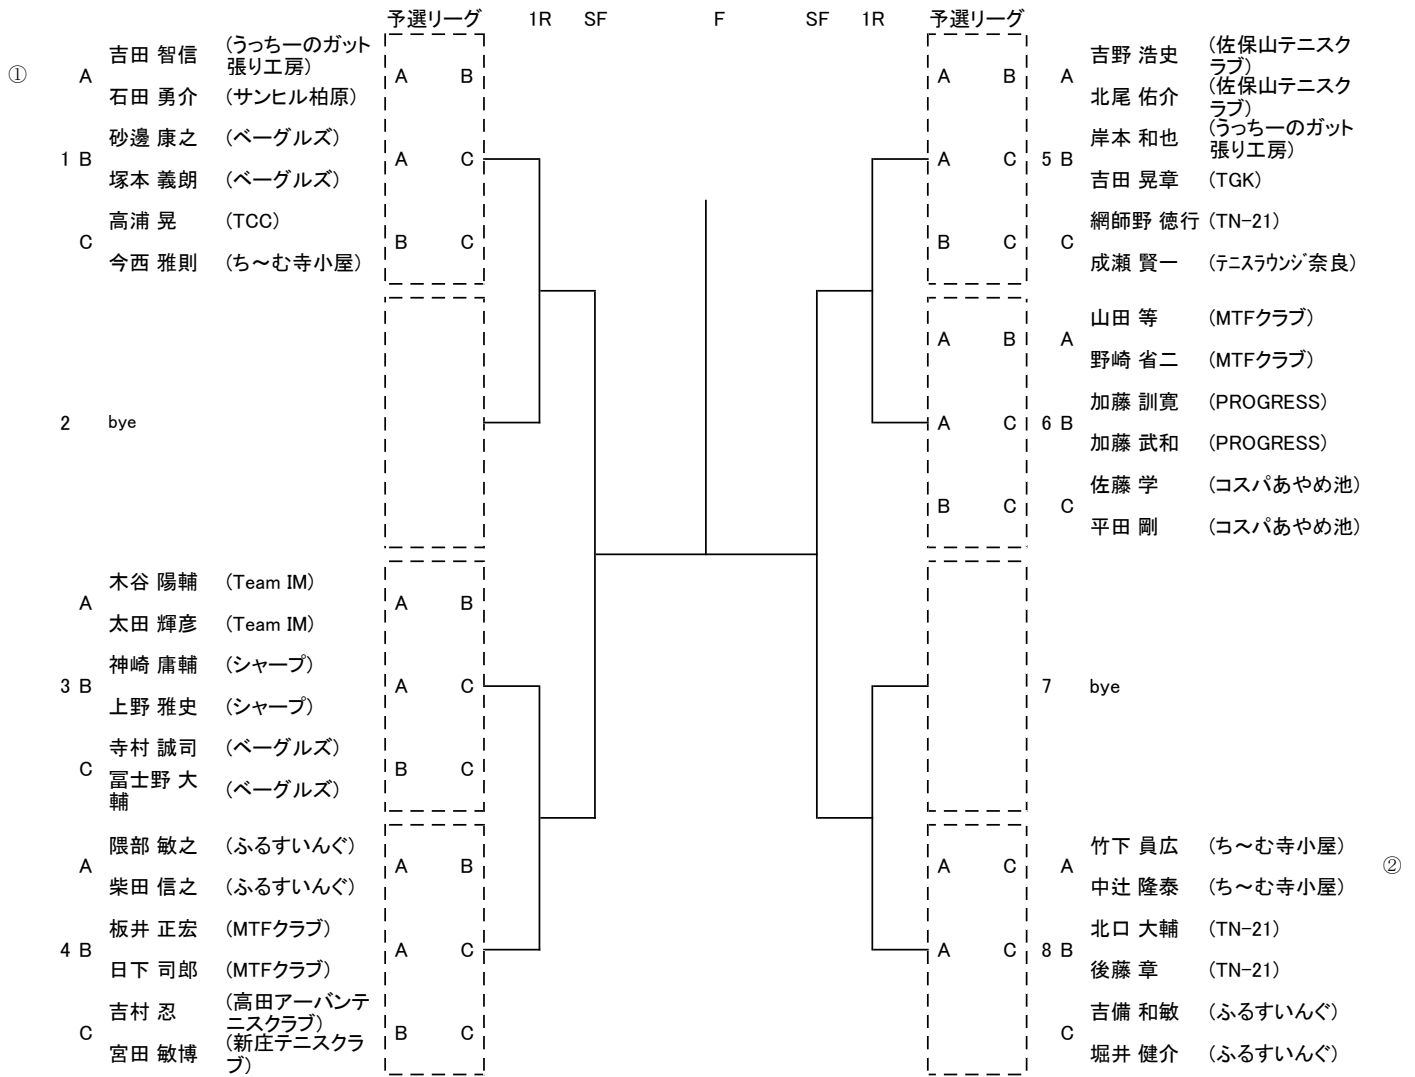 予選リーグ 1R SF F SF 1R 予選リーグ
① A 吉田 智信 (うっちーのガット
張り工房)
石田 勇介 (サンヒル柏原)
A B
1 B 砂邊 康之 (ベーグルズ)
塚本 義朗 (ベーグルズ)
A C
C 高浦 晃 (TCC)
今西 雅則 (ち～む寺小屋)
B C
2 bye
A 木谷 陽輔 (Team IM)
太田 輝彦 (Team IM)
A B
3 B 神崎 庸輔 (シャープ)
上野 雅史 (シャープ)
A C
C 寺村 誠司 (ベーグルズ)
冨士野 大
輔 (ベーグルズ)
B C
A 隈部 敏之 (ふるすいんぐ)
柴田 信之 (ふるすいんぐ)
A B
4 B 板井 正宏 (MTFクラブ)
日下 司郎 (MTFクラブ)
A C
C 吉村 忍 (高田アーバンテ
ニスクラブ)
宮田 敏博 (新庄テニスクラ
ブ)
B C
A B
A 吉野 浩史 (佐保山テニスク
ラブ)
北尾 佑介 (佐保山テニスク
ラブ)
A C
5 B 岸本 和也 (うっちーのガット
張り工房)
吉田 晃章 (TGK)
B C
C 網師野 徳行 (TN-21)
成瀬 賢一 (テニスラウンジ奈良)
A B
A 山田 等 (MTFクラブ)
野崎 省二 (MTFクラブ)
A C
6 B 加藤 訓寛 (PROGRESS)
加藤 武和 (PROGRESS)
B C
C 佐藤 学 (コスパあやめ池)
平田 剛 (コスパあやめ池)
7 bye
A C
A 竹下 員広 (ち～む寺小屋)
中辻 隆泰 (ち～む寺小屋)
②
A C
8 B 北口 大輔 (TN-21)
後藤 章 (TN-21)
C 吉備 和敏 (ふるすいんぐ)
堀井 健介 (ふるすいんぐ)